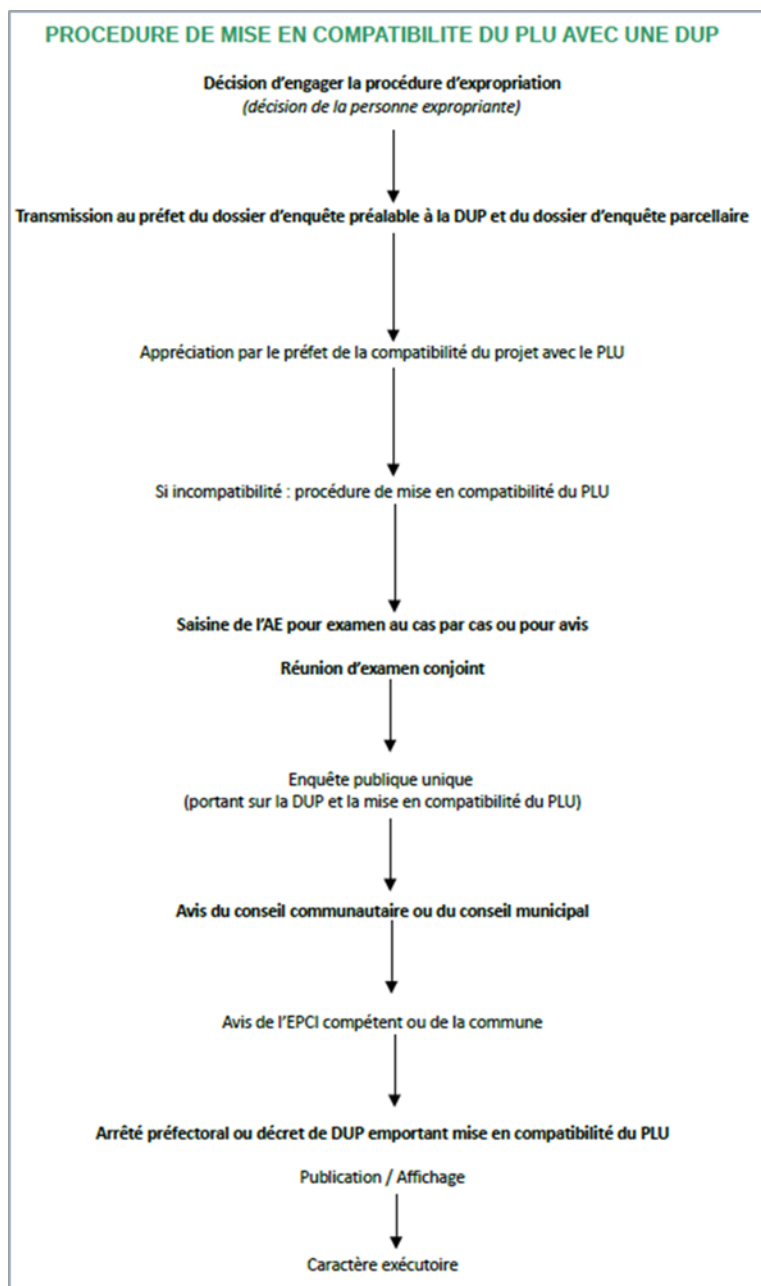 PROCEDURE DE MISE EN COMPATIBILITE DU PLU AVEC UNE DUP
Décision d'engager la procédure d'expropriation
(décision de la personne expropriante)
Transmission au préfet du dossier d'enquête préalable à la DUP et du dossier d'enquête parcellaire
Appréciation par le préfet de la compatibilité du projet avec le PLU
Si incompatibilité : procédure de mise en compatibilité du PLU
Saisine de l'AE pour examen au cas par cas ou pour avis
Réunion d'examen conjoint
Enquête publique unique
(portant sur la DUP et la mise en compatibilité du PLU)
Avis du conseil communautaire ou du conseil municipal
Avis de l'EPCI compétent ou de la commune
Arrêté préfectoral ou décret de DUP emportant mise en compatibilité du PLU
Publication / Affichage
Caractère exécutoire